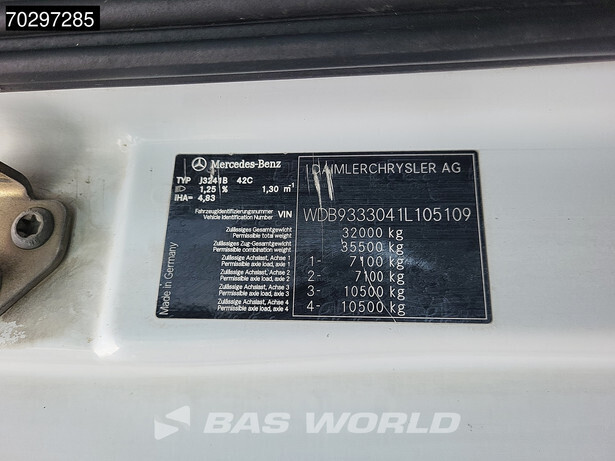 70297285
Mercedes-Benz DAIMLERCHRYSLER AG
TYP J3241B 42C
1,25 % 1,30 m
IHA= 4,83
Fahrzeugidentifizierungsnummer
Vehicle Identification Number VIN WDB9333041L105109
Zulässiges Gesamtgewicht
Permissible total weight 32000 kg
Zulässiges Zug-Gesamtgewicht
Permissible combination weight 35500 kg
Zulässige Achslast, Achse 1
Permissible axle load, axle 1 1- 7100 kg
Zulässige Achslast, Achse 2
Permissible axle load, axle 2 2- 7100 kg
Zulässige Achslast, Achse 3
Permissible axle load, axle 3 3- 10500 kg
Zulässige Achslast, Achse 4
Permissible axle load, axle 4 4- 10500 kg
Made in Germany
BAS WORLD